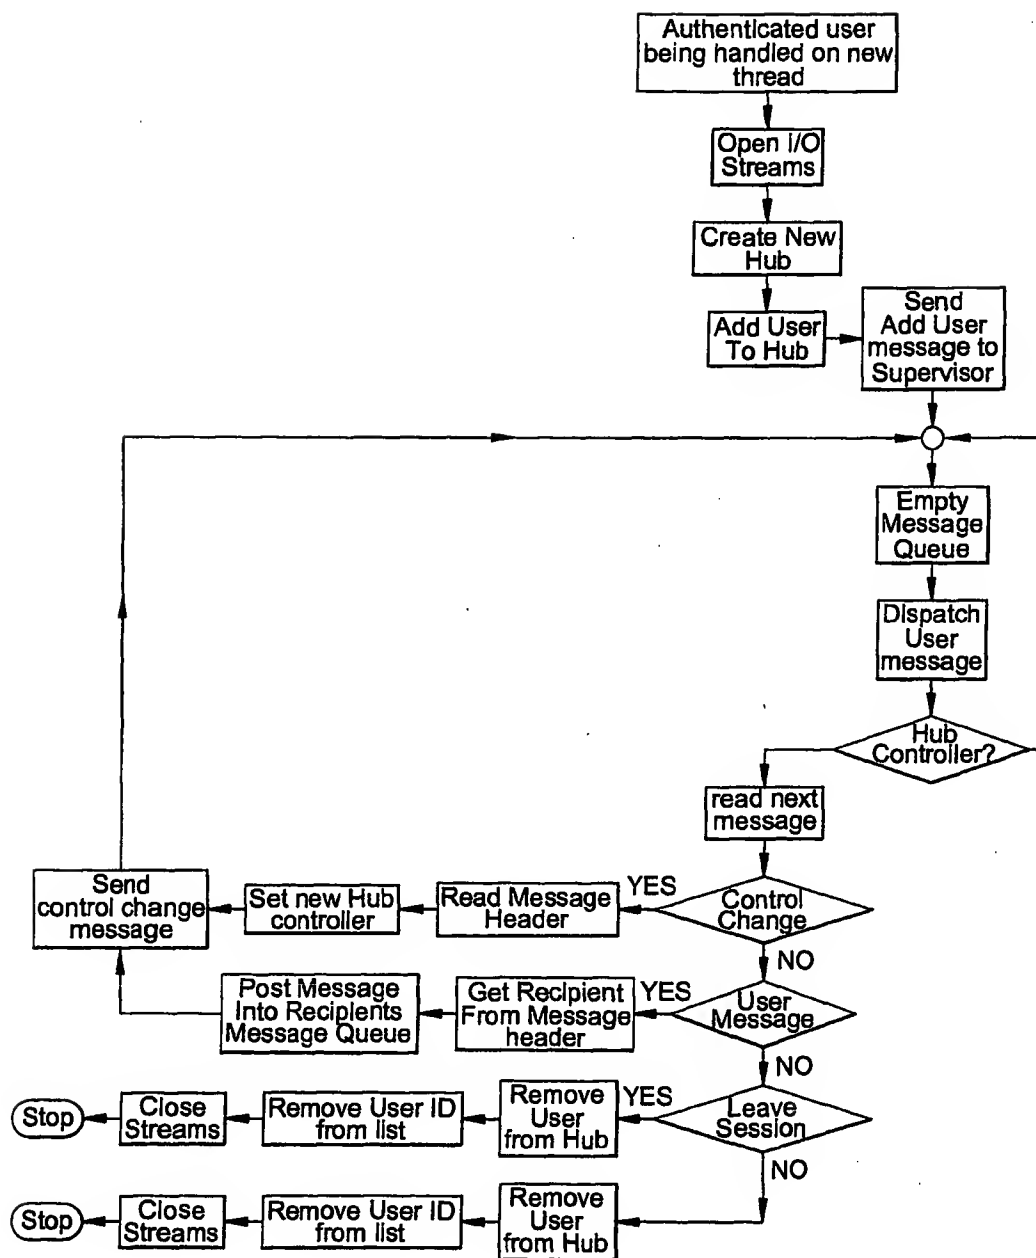 Authenticated user
being handled on new
thread
Open I/O
Streams
Create New
Hub
Add User
To Hub
Send
Add User
message to
Supervisor
Empty
Message
Queue
Dispatch
User
message
Hub
Controller?
read next
message
Control
Change
YES
Read Message
Header
Set new Hub
controller
Send
control change
message
NO
User
Message
YES
Get Recipient
From Message
header
Post Message
Into Recipients
Message Queue
NO
Leave
Session
YES
Remove
User
from Hub
Remove User ID
from list
Close
Streams
Stop
NO
Remove
User
from Hub
Remove User ID
from list
Close
Streams
Stop